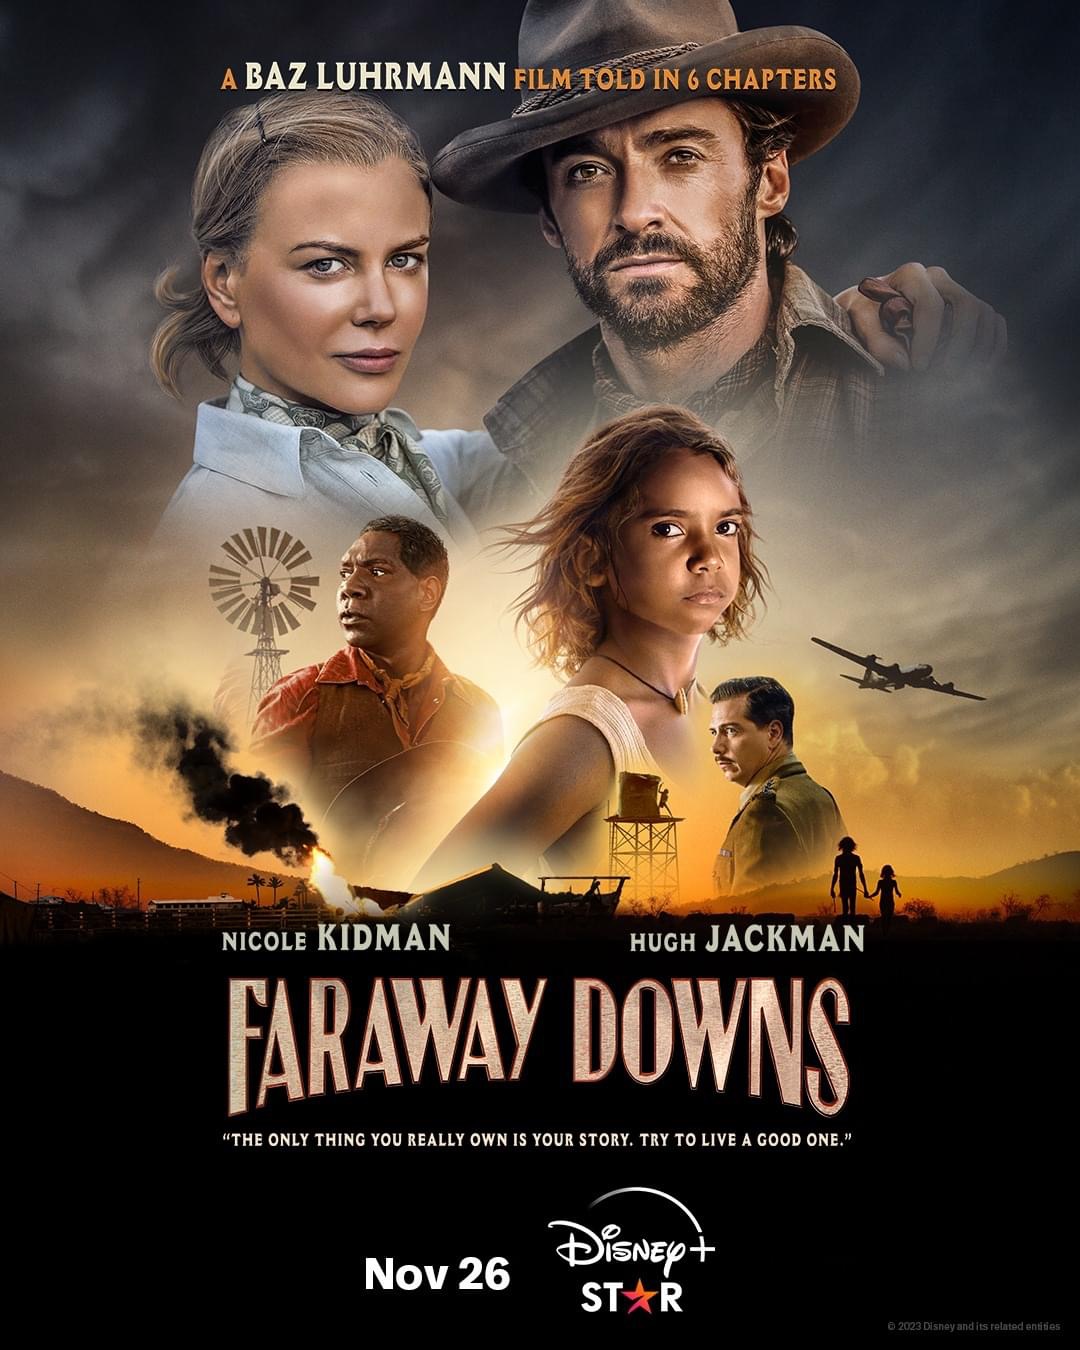 A BAZ LUHRMANN FILM TOLD IN 6 CHAPTERS
NICOLE KIDMAN HUGH JACKMAN
FARAWAY DOWNS
“THE ONLY THING YOU REALLY OWN IS YOUR STORY. TRY TO LIVE A GOOD ONE.”
Nov 26 Disney+
STAR
© 2023 Disney and its related entities